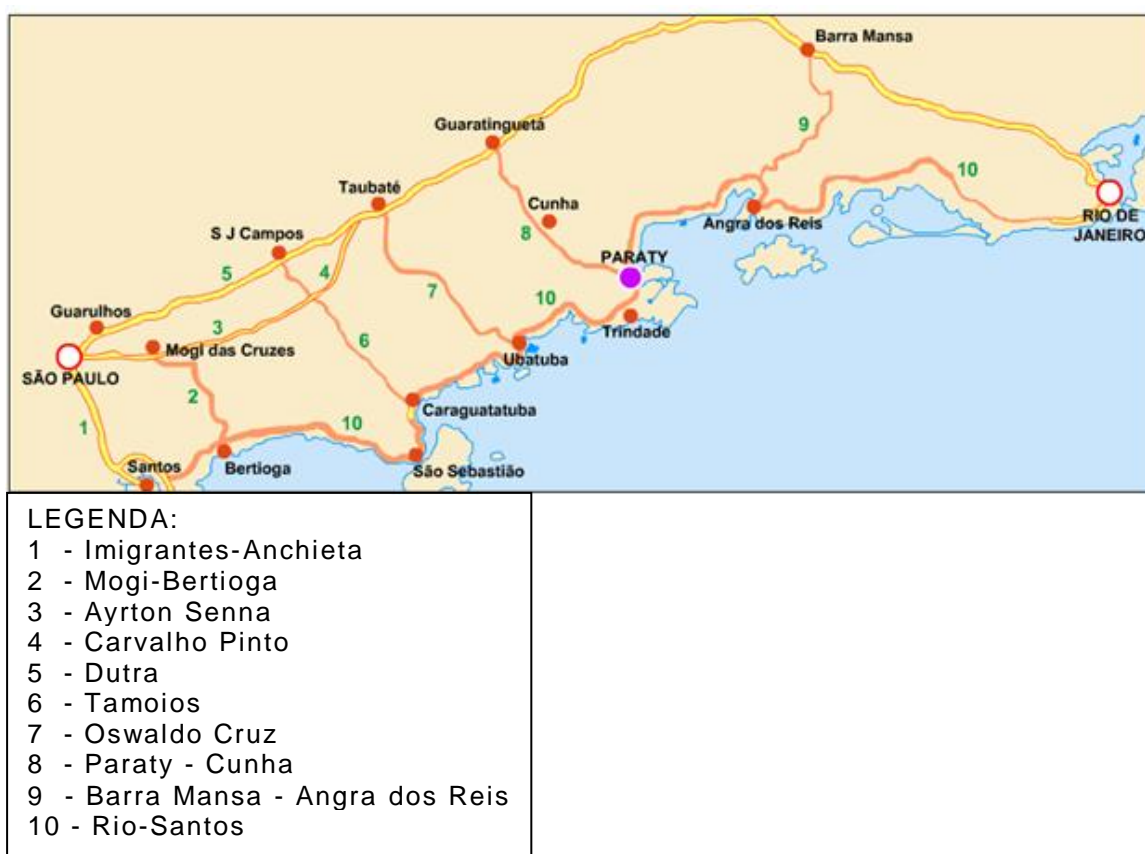 Barra Mansa
Guaratinguetá
9
Taubaté
10
Cunha
RIO DE
JANEIRO
Angra dos Reis
S J Campos
8
PARATY
4
5
7
10
Guarulhos
3
Trindade
Mogi das Cruzes
6
Ubatuba
SÃO PAULO
2
Caraguatatuba
1
10
Santos
Bertioga
São Sebastião
LEGENDA:
1 - Imigrantes-Anchieta
2 - Mogi-Bertioga
3 - Ayrton Senna
4 - Carvalho Pinto
5 - Dutra
6 - Tamoios
7 - Oswaldo Cruz
8 - Paraty - Cunha
9 - Barra Mansa - Angra dos Reis
10 - Rio-Santos